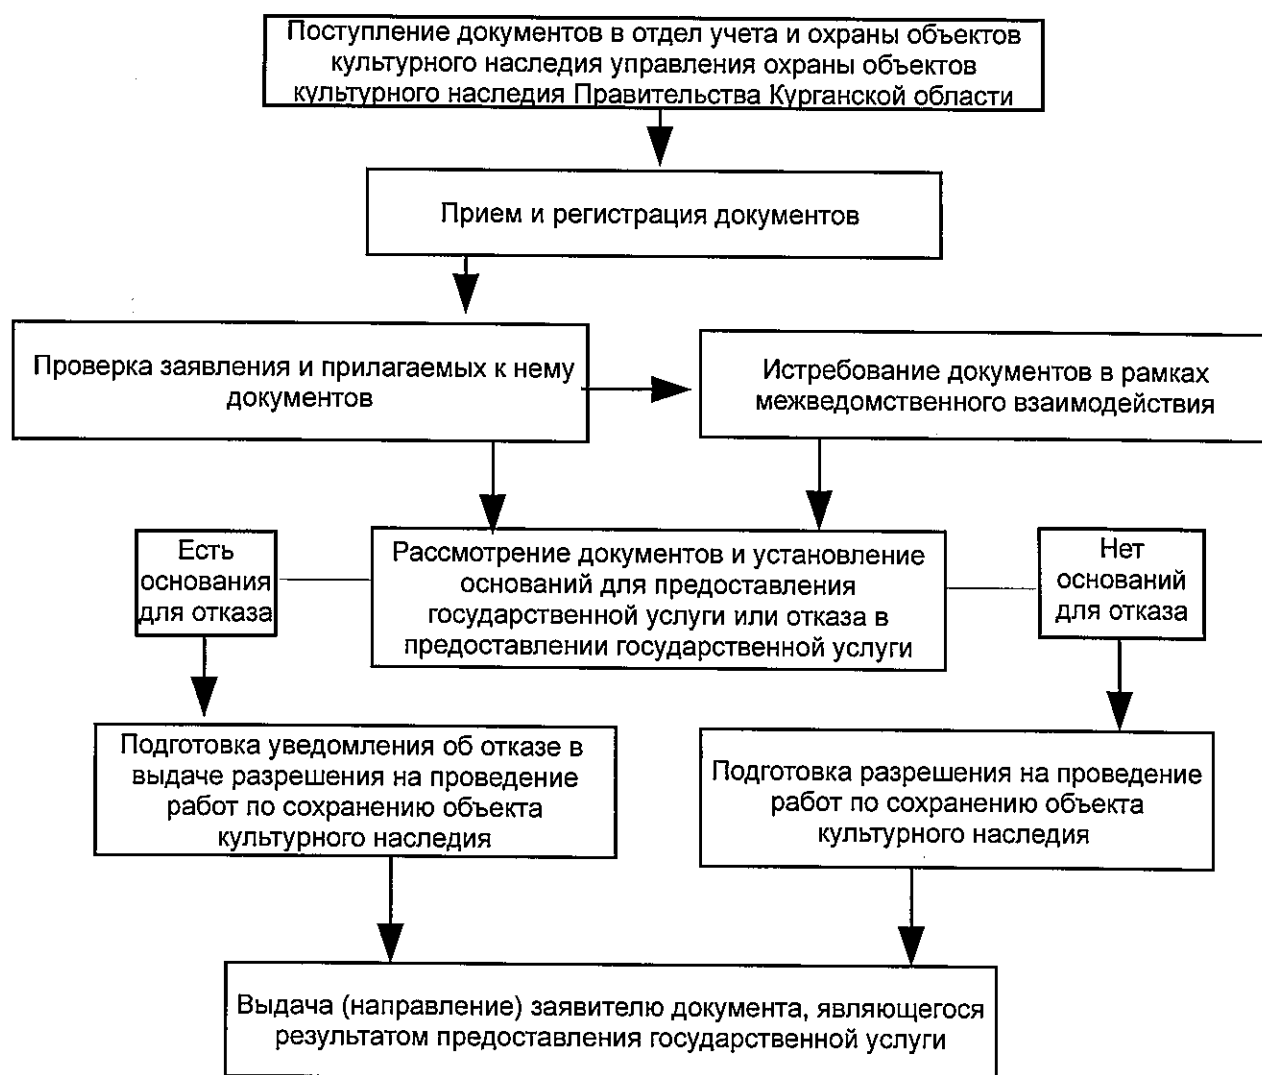 Поступление документов в отдел учета и охраны объектов
культурного наследия управления охраны объектов
культурного наследия Правительства Курганской области
Прием и регистрация документов
Проверка заявления и прилагаемых к нему
документов
Истребование документов в рамках
межведомственного взаимодействия
Есть
основания
для отказа
Рассмотрение документов и установление
оснований для предоставления
государственной услуги или отказа в
предоставлении государственной услуги
Нет
оснований
для отказа
Подготовка уведомления об отказе в
выдаче разрешения на проведение
работ по сохранению объекта
культурного наследия
Подготовка разрешения на проведение
работ по сохранению объекта
культурного наследия
Выдача (направление) заявителю документа, являющегося
результатом предоставления государственной услуги